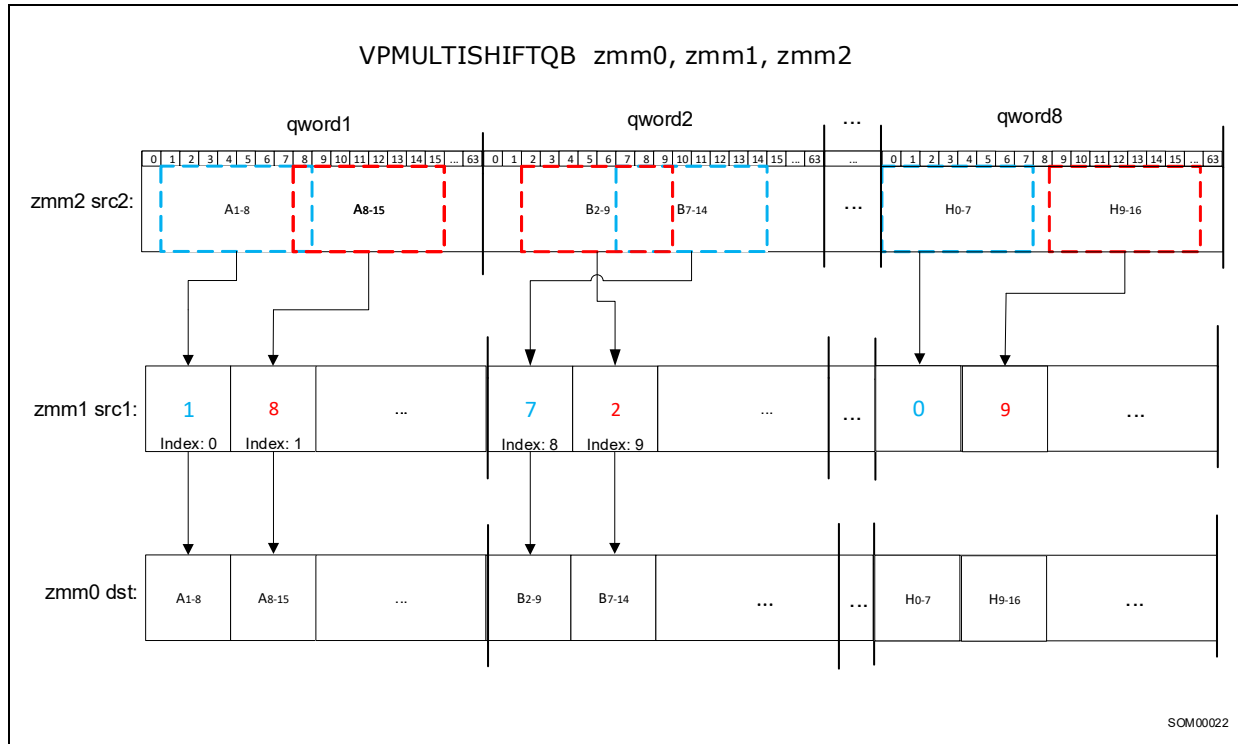 VPMULTISHIFTQB zmm0, zmm1, zmm2
qword1 qword2 ... qword8
0 1 2 3 4 5 6 7 8 9 10 11 12 13 14 15 ... 63 0 1 2 3 4 5 6 7 8 9 10 11 12 13 14 15 ... 63 ... 0 1 2 3 4 5 6 7 8 9 10 11 12 13 14 15 ... 63
zmm2 src2: A1-8 A8-15 B2-9 B7-14 ... H0-7 H9-16
zmm1 src1: 1 8 ... 7 2 ... ... 0 9 ...
Index: 0 Index: 1 Index: 8 Index: 9
zmm0 dst: A1-8 A8-15 ... B2-9 B7-14 ... ... H0-7 H9-16 ...
SOM00022